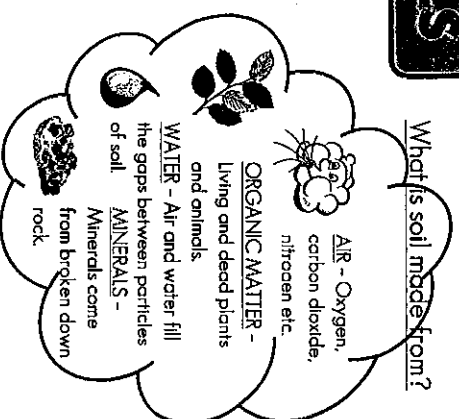 What is soil made from?
AIR - Oxygen,
carbon dioxide,
nitrogen etc.
ORGANIC MATTER -
Living and dead plants
and animals.
WATER - Air and water fill
the gaps between particles
of soil.
MINERALS -
Minerals come
from broken down
rock.